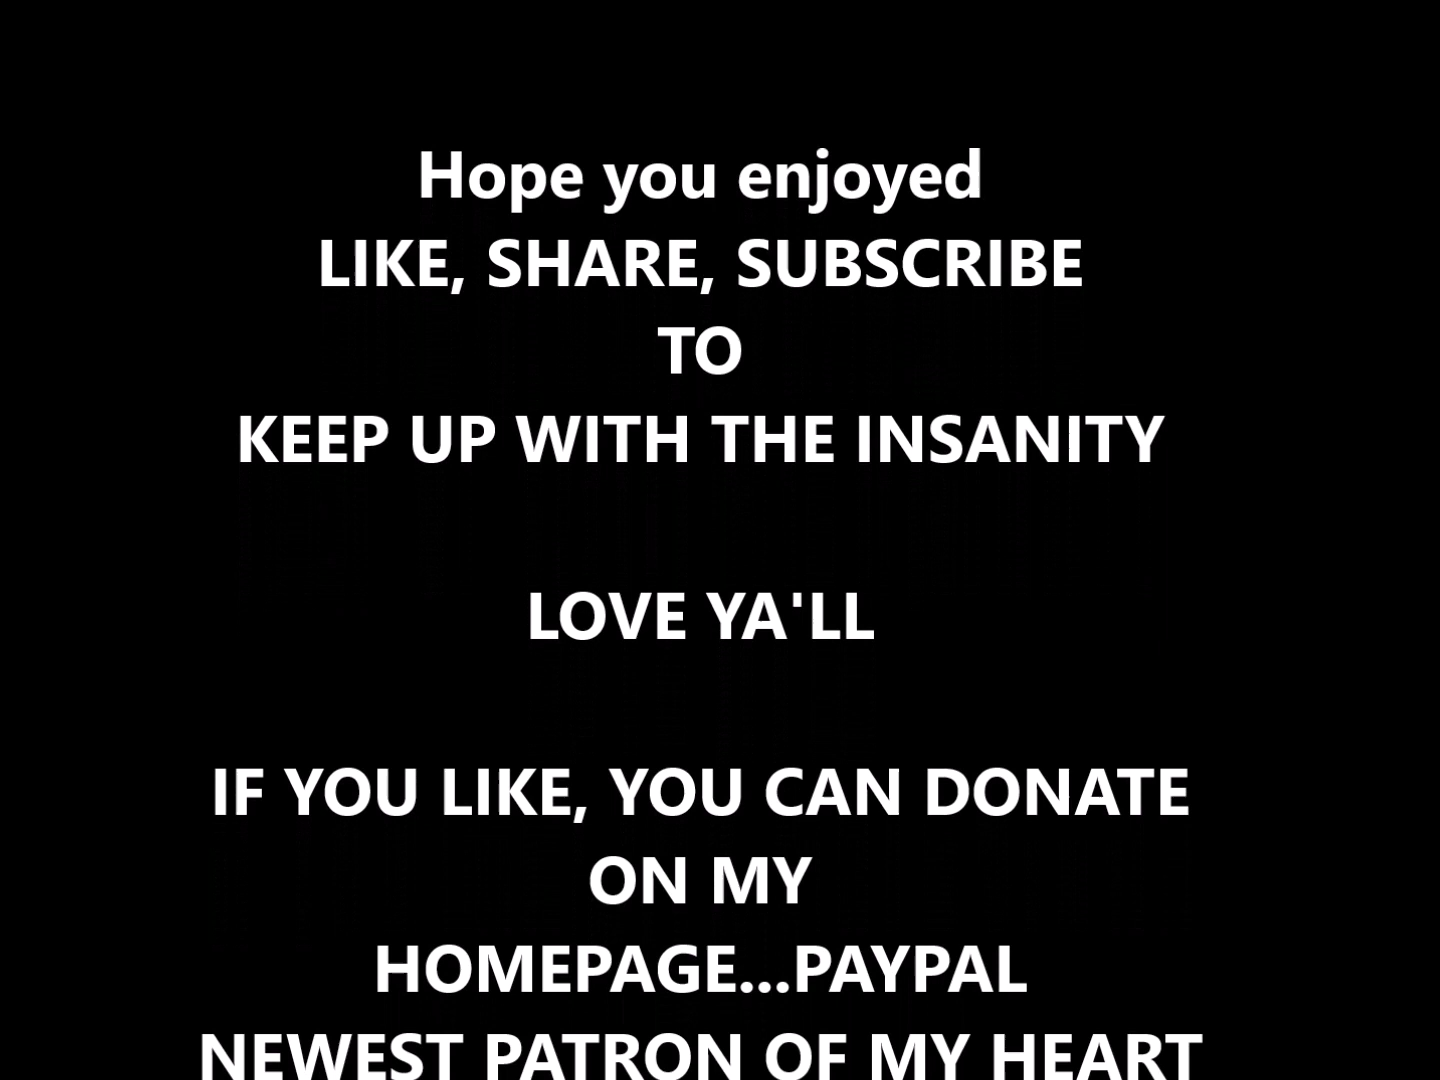 Hope you enjoyed
LIKE, SHARE, SUBSCRIBE
TO
KEEP UP WITH THE INSANITY
LOVE YA'LL
IF YOU LIKE, YOU CAN DONATE
ON MY
HOMEPAGE...PAYPAL
NEWEST PATRON OF MY HEART